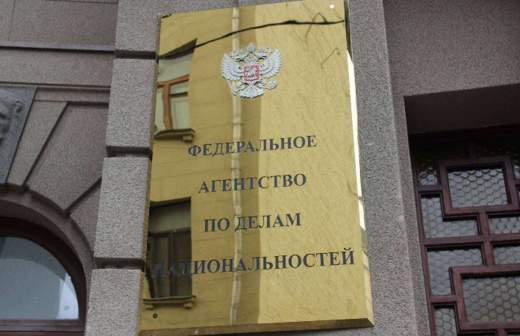 ФЕДЕРАЛЬНОЕ
АГЕНТСТВО
ПО ДЕЛАМ
НАЦИОНАЛЬНОСТЕЙ